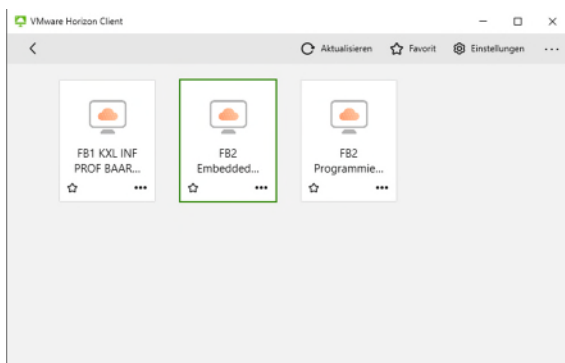 VMware Horizon Client
Aktualisieren Favorit Einstellungen
FB1 KXL INF
PROF BAAR...
FB2
Embedded...
FB2
Programmie...